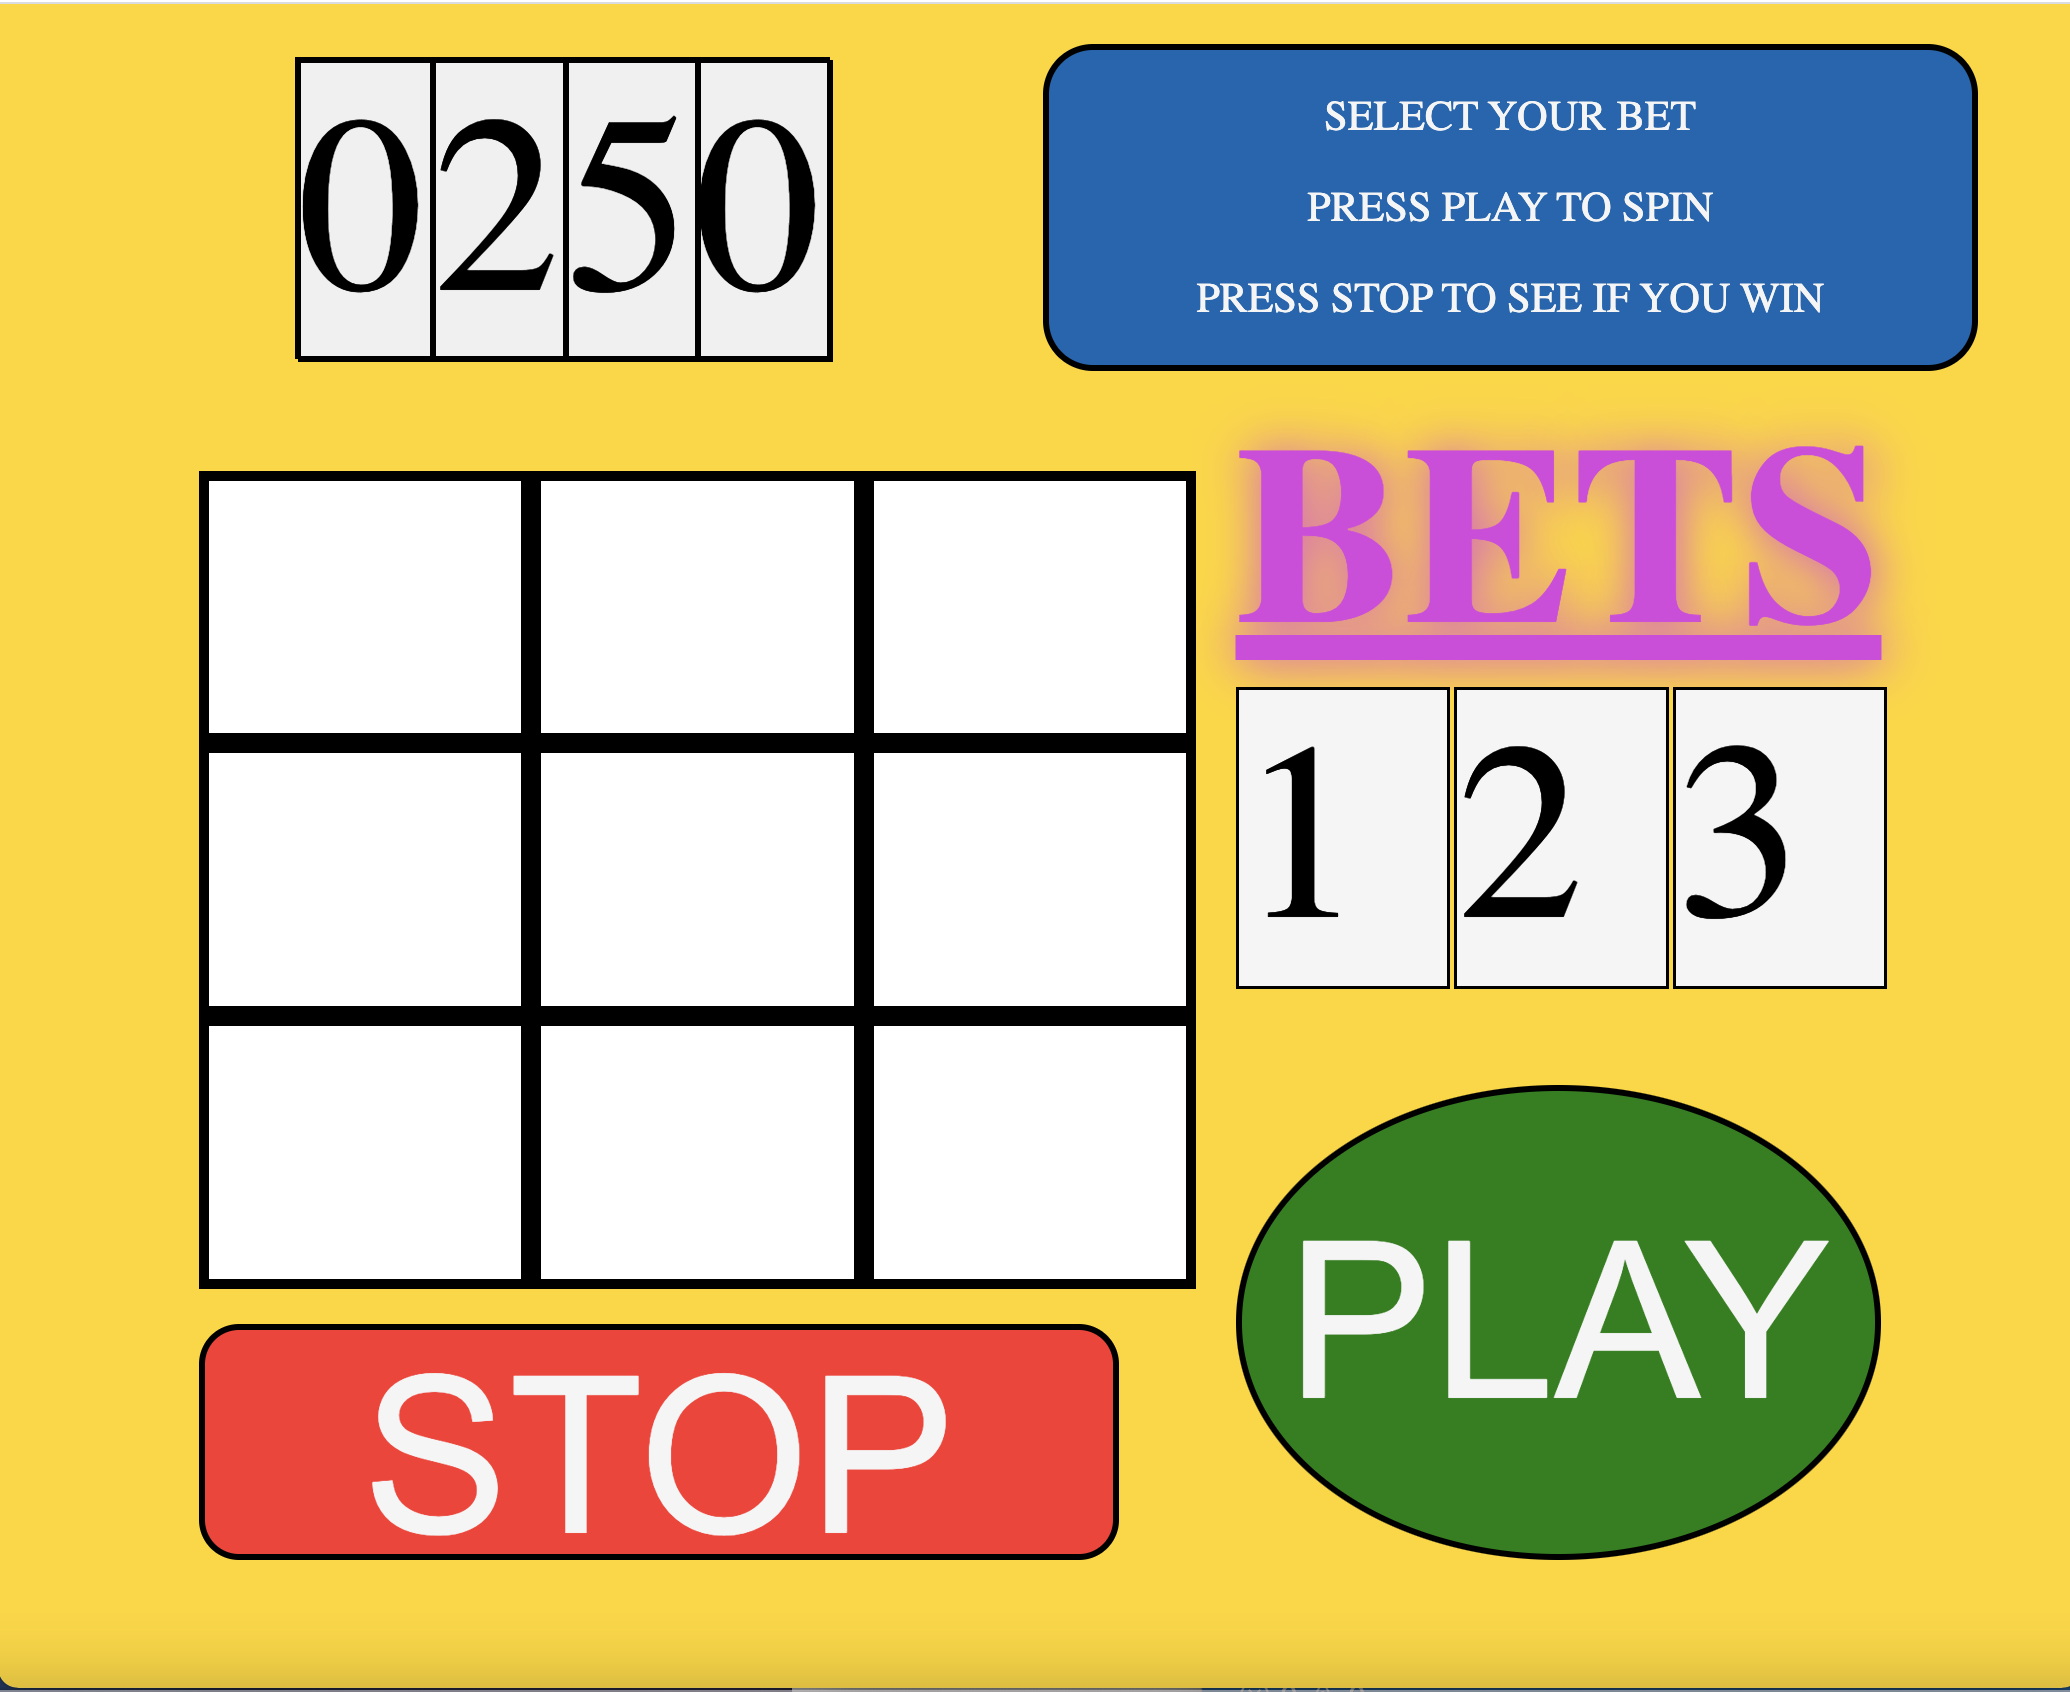 0250
SELECT YOUR BET
PRESS PLAY TO SPIN
PRESS STOP TO SEE IF YOU WIN
BETS
1 2 3
PLAY
STOP